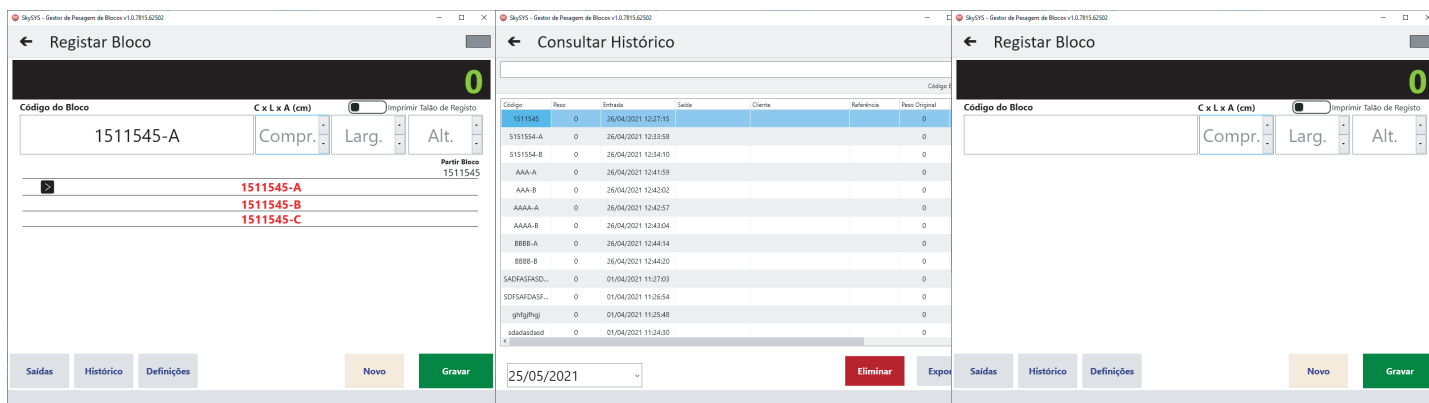 SkySYS - Gestor de Pesagem de Blocos v1.0.7815.62502
Registar Bloco
0
Código do Bloco C x L x A (cm) Imprimir Talão de Registo
1511545-A Compr. Larg. Alt.
Partir Bloco
1511545
1511545-A
1511545-B
1511545-C
Saídas Histórico Definições Novo Gravar
SkySYS - Gestor de Pesagem de Blocos v1.0.7815.62502
Consultar Histórico
Código
Código Peso Entrada Saída Cliente Referência Peso Original
1511545 0 26/04/2021 12:27:15 0
5151554-A 0 26/04/2021 12:33:58 0
5151554-B 0 26/04/2021 12:34:10 0
AAA-A 0 26/04/2021 12:41:59 0
AAA-B 0 26/04/2021 12:42:02 0
AAAA-A 0 26/04/2021 12:42:57 0
AAAA-B 0 26/04/2021 12:43:04 0
BBBB-A 0 26/04/2021 12:44:14 0
BBBB-B 0 26/04/2021 12:44:20 0
SADFASFASD... 0 01/04/2021 11:27:03 0
SDFSAFDASF... 0 01/04/2021 11:26:54 0
ghfgjfhgj 0 01/04/2021 11:25:48 0
sdadasdasd 0 01/04/2021 11:24:30 0
25/05/2021 Eliminar Expo
SkySYS - Gestor de Pesagem de Blocos v1.0.7815.62502
Registar Bloco
0
Código do Bloco C x L x A (cm) Imprimir Talão de Registo
Compr. Larg. Alt.
Saídas Histórico Definições Novo Gravar